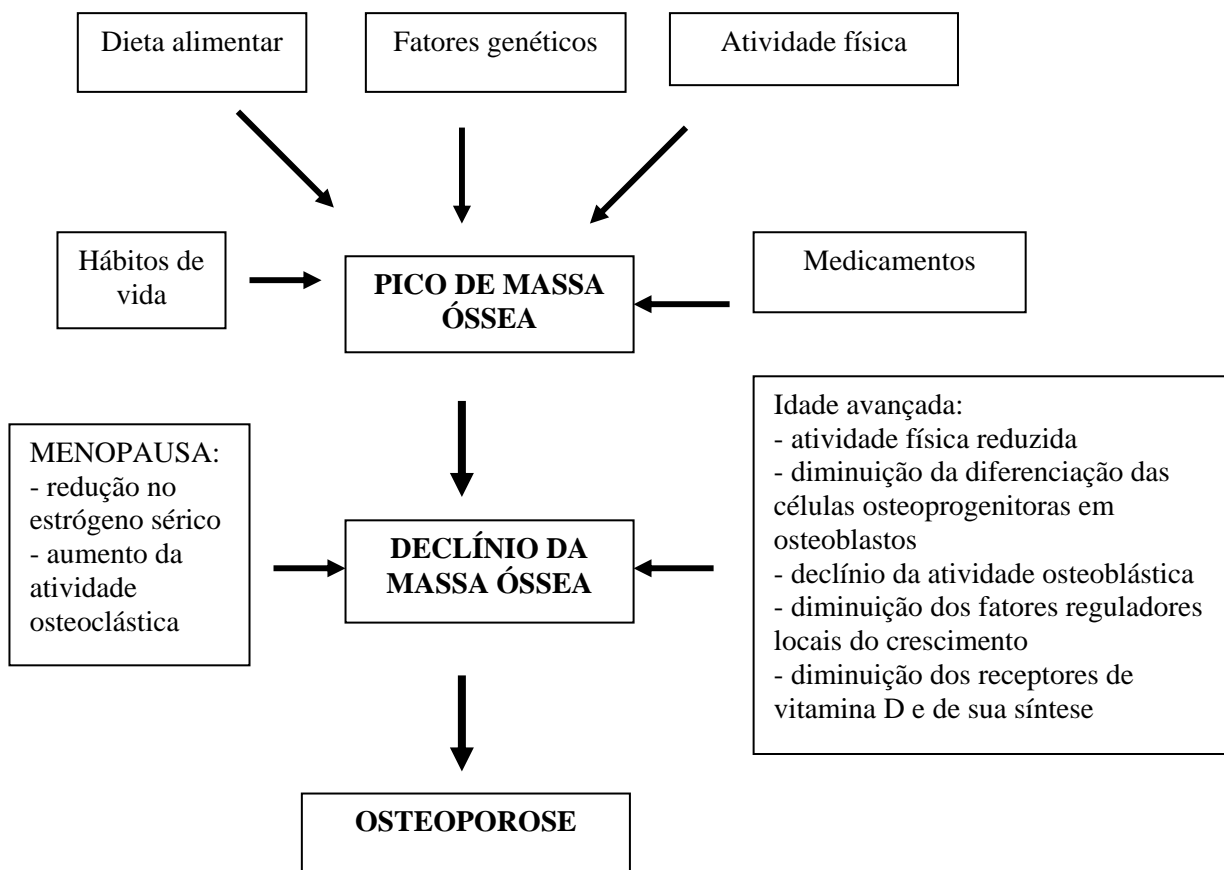 Dieta alimentar
Fatores genéticos
Atividade física
Hábitos de
vida
PICO DE MASSA
ÓSSEA
Medicamentos
MENOPAUSA:
- redução no
estrógeno sérico
- aumento da
atividade
osteoclástica
DECLÍNIO DA
MASSA ÓSSEA
Idade avançada:
- atividade física reduzida
- diminuição da diferenciação das
células osteoprogenitoras em
osteoblastos
- declínio da atividade osteoblástica
- diminuição dos fatores reguladores
locais do crescimento
- diminuição dos receptores de
vitamina D e de sua síntese
OSTEOPOROSE